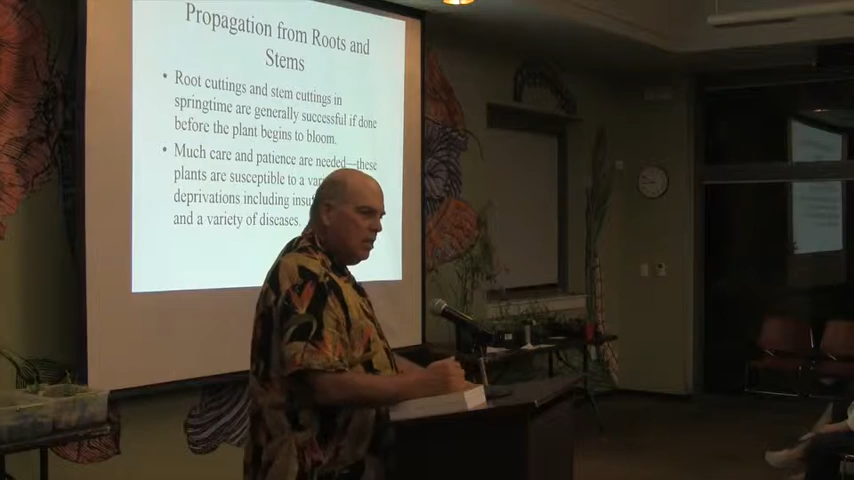 Propagation from Roots and
Stems
• Root cuttings and stem cuttings in
springtime are generally successful if done
before the plant begins to bloom.
• Much care and patience are needed—these
plants are susceptible to a
deprivations including
and a variety of diseases.